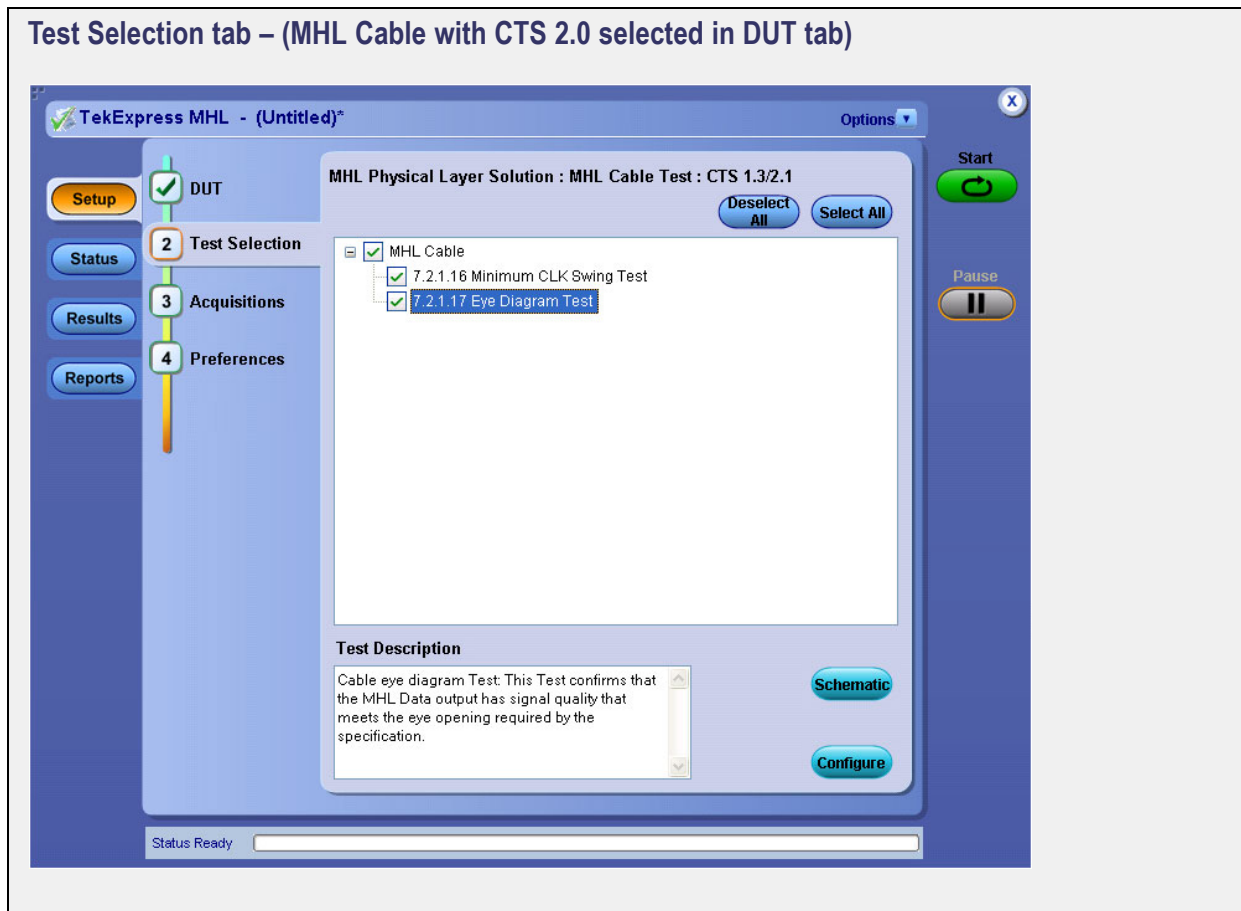 Test Selection tab – (MHL Cable with CTS 2.0 selected in DUT tab)
TekExpress MHL - (Untitled)*
Options
X
Setup
Status
Results
Reports
DUT
2 Test Selection
3 Acquisitions
4 Preferences
MHL Physical Layer Solution : MHL Cable Test : CTS 1.3/2.1
Deselect
All
Select All
MHL Cable
7.2.1.16 Minimum CLK Swing Test
7.2.1.17 Eye Diagram Test
Test Description
Cable eye diagram Test: This Test confirms that
the MHL Data output has signal quality that
meets the eye opening required by the
specification.
Schematic
Configure
Start
Pause
Status Ready